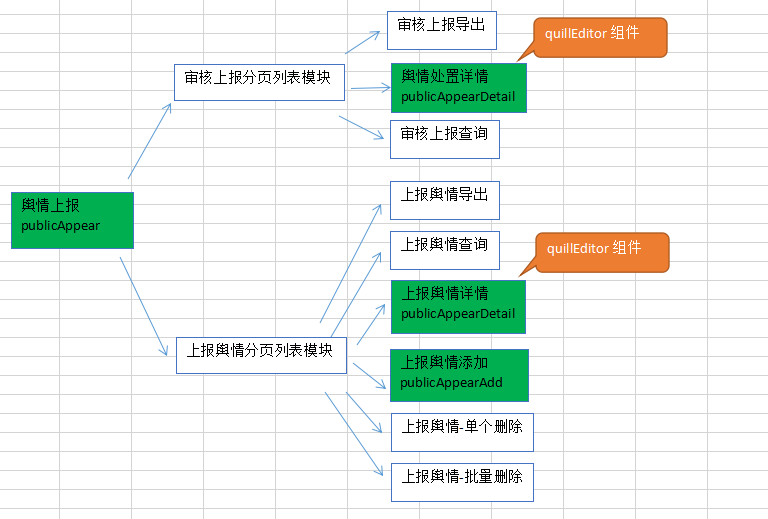 审核上报导出
quillEditor 组件
审核上报分页列表模块
舆情处置详情
publicAppearDetail
审核上报查询
舆情上报
publicAppear
上报舆情导出
上报舆情查询
quillEditor 组件
上报舆情详情
publicAppearDetail
上报舆情分页列表模块
上报舆情添加
publicAppearAdd
上报舆情-单个删除
上报舆情-批量删除